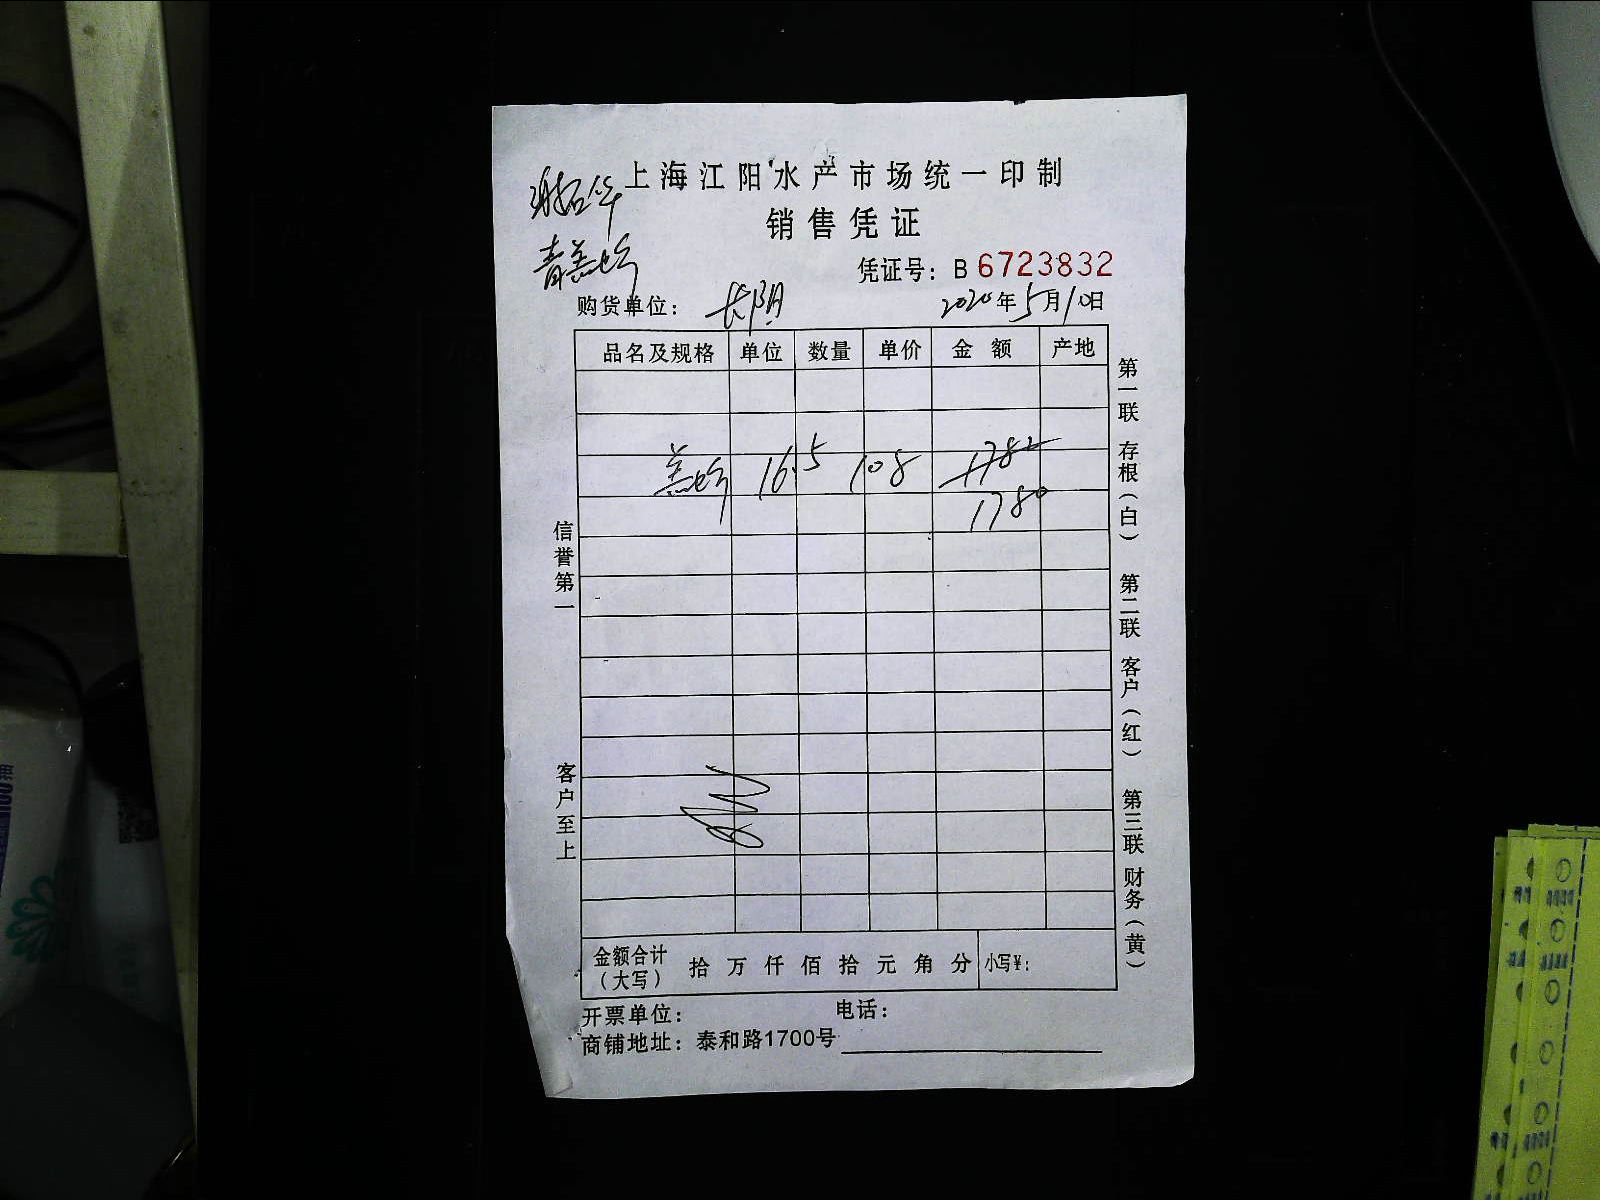 上海江阳水产市场统一印制
销售凭证
凭证号：B 6723832
购货单位：长阴 2020年5月10日
品名及规格 单位 数量 单价 金额 产地
16.5 108 1782
1780
信誉第一
客户至上
第一联 存根（白） 第二联 客户（红） 第三联 财务（黄）
金额合计（大写） 拾 万 仟 佰 拾 元 角 分 小写¥：
开票单位： 电话：
商铺地址：泰和路1700号